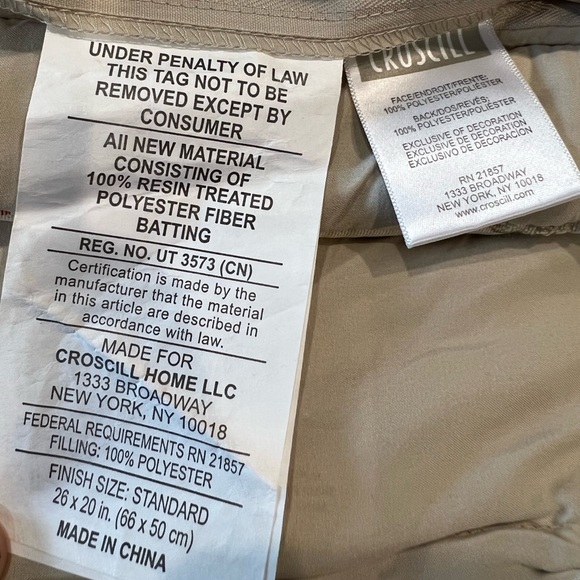 UNDER PENALTY OF LAW
THIS TAG NOT TO BE
REMOVED EXCEPT BY
CONSUMER
All NEW MATERIAL
CONSISTING OF
100% RESIN TREATED
POLYESTER FIBER
BATTING
REG. NO. UT 3573 (CN)
Certification is made by the
manufacturer that the material
in this article are described in
accordance with law.
MADE FOR
CROSCILL HOME LLC
1333 BROADWAY
NEW YORK, NY 10018
FEDERAL REQUIREMENTS RN 21857
FILLING: 100% POLYESTER
FINISH SIZE: STANDARD
26 x 20 in. (66 x 50 cm)
MADE IN CHINA
CROSCILL
FACE/ENDROIT/FRENTE:
100% POLYESTER/POLIÉSTER
BACK/DOS/REVÉS:
100% POLYESTER/POLIÉSTER
EXCLUSIVE OF DECORATION
EXCLUSIVE DE DECORATION
EXCLUSIVO DE DECORACIÓN
RN 21857
1333 BROADWAY
NEW YORK, NY 10018
www.croscill.com